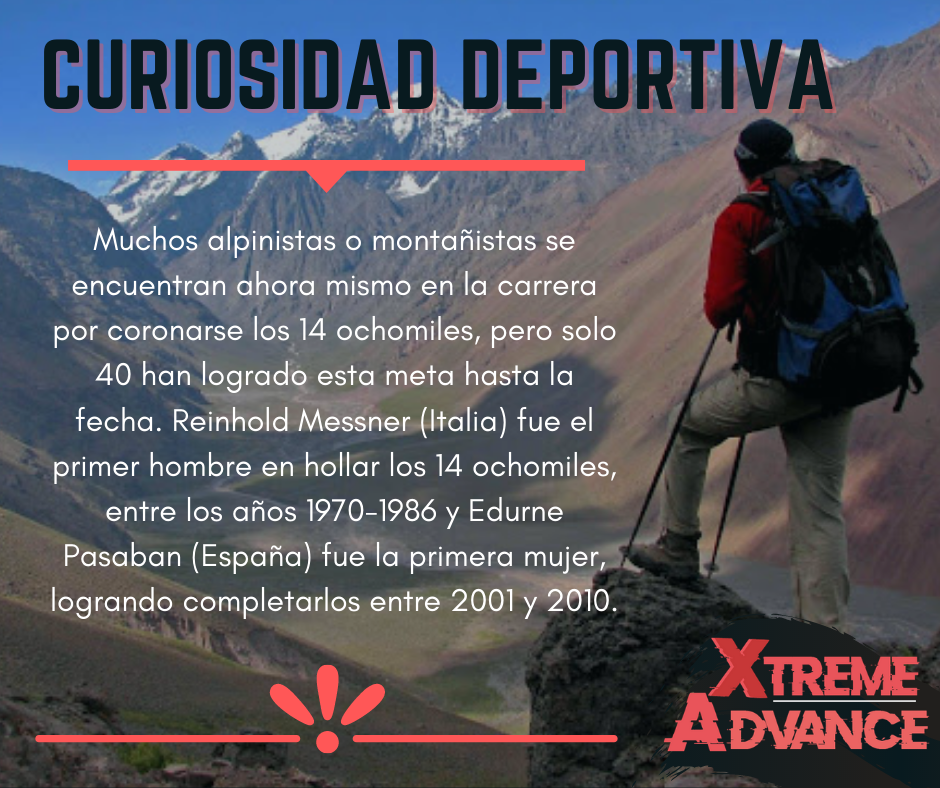 CURIOSIDAD DEPORTIVA
Muchos alpinistas o montañistas se
encuentran ahora mismo en la carrera
por coronarse los 14 ochomiles, pero solo
40 han logrado esta meta hasta la
fecha. Reinhold Messner (Italia) fue el
primer hombre en hollar los 14 ochomiles,
entre los años 1970-1986 y Edurne
Pasaban (España) fue la primera mujer,
logrando completarlos entre 2001 y 2010.
XTREME
ADVANCE